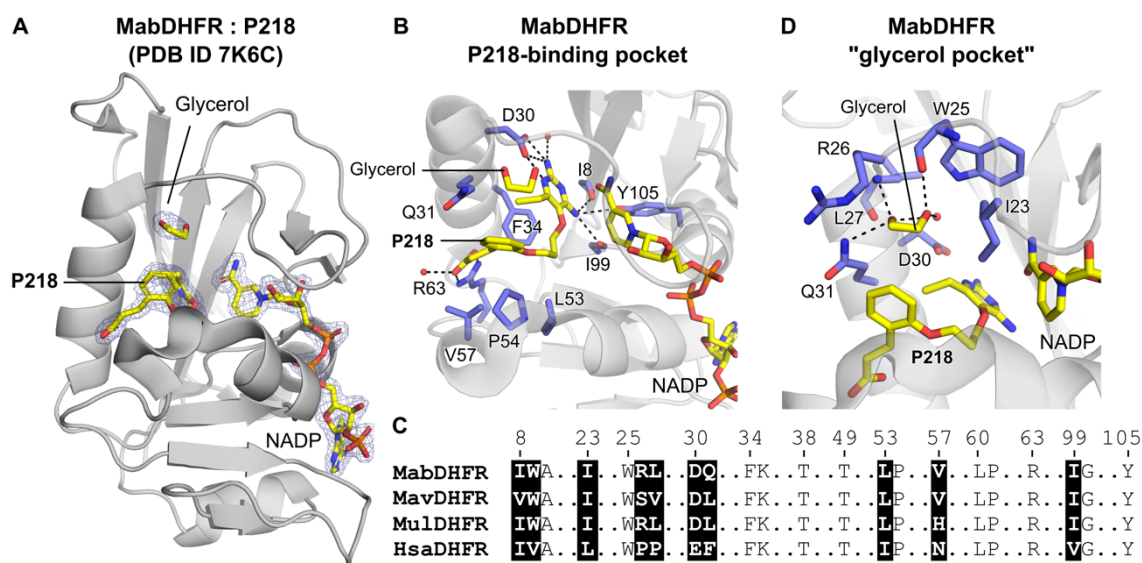 A
MabDHFR : P218
(PDB ID 7K6C)
Glycerol
P218
NADP
B
MabDHFR
P218-binding pocket
D30
Glycerol
I8
Y105
Q31
F34
P218
I99
R63
L53
P54
V57
NADP
D
MabDHFR
"glycerol pocket"
Glycerol
W25
R26
L27
I23
D30
Q31
P218
NADP
C
8 23 25 30 34 38 49 53 57 60 63 99 105
MabDHFR IWA..I..WRL..DQ..FK..T..T..LP..V..LP..R..IG..Y
MavDHFR VWA..I..WSV..DL..FK..T..T..LP..V..LP..R..IG..Y
MulDHFR IWA..I..WRL..DL..FK..T..T..LP..H..LP..R..IG..Y
HsaDHFR IVA..L..WPP..EF..FK..T..T..IP..N..LP..R..VG..Y